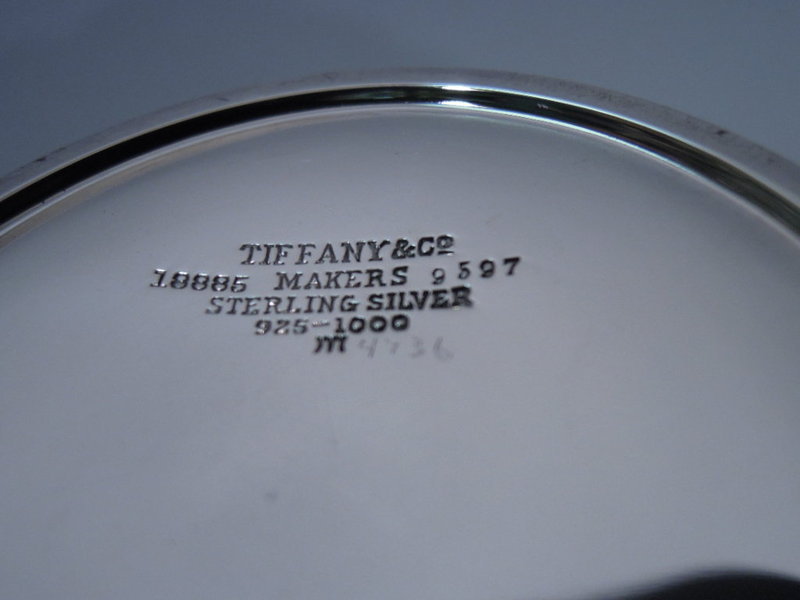 TIFFANY & Co
18885 MAKERS 9597
STERLING SILVER
925-1000
m